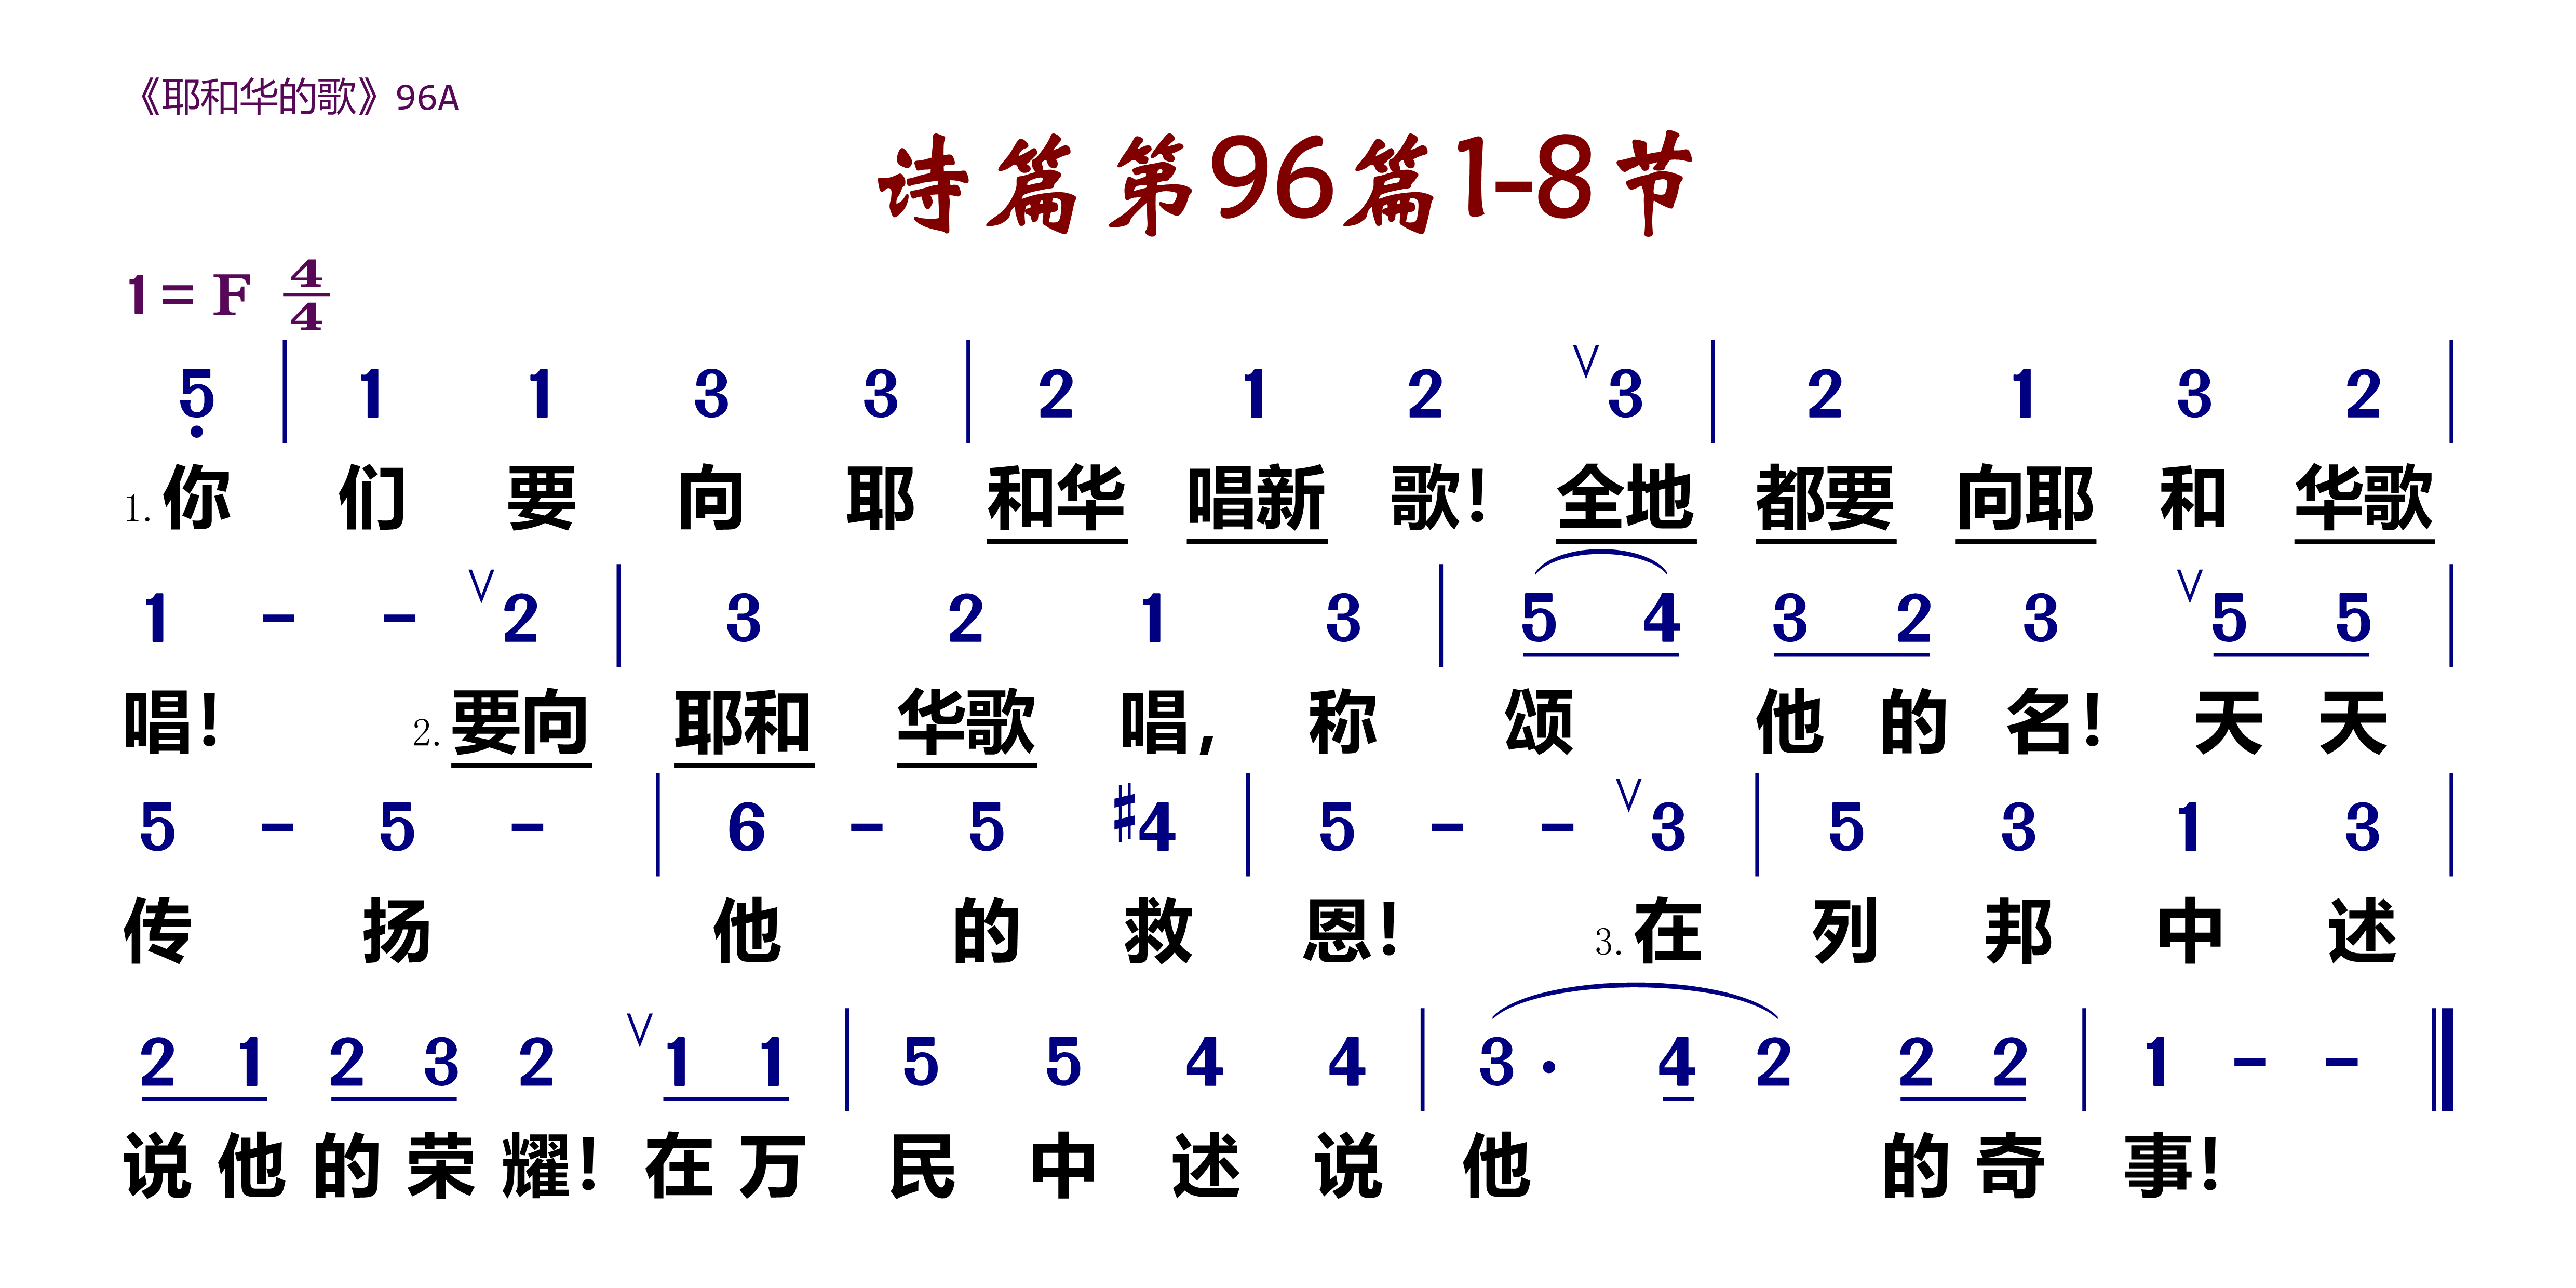 《耶和华的歌》96A
诗篇第96篇1-8节
1= F 4/4
5̣ | 1 1 3 3 | 2 1 2 ∨3 | 2 1 3 2 |
1.你 们 要 向 耶 和华 唱新 歌！ 全地 都要 向耶 和 华歌
1 - - ∨2 | 3 2 1 3 | 5 4 3 2 3 ∨5 5 |
唱！ 2.要向 耶和 华歌 唱， 称 颂 他 的 名！ 天 天
5 - 5 - | 6 - 5 ♯4 | 5 - - ∨3 | 5 3 1 3 |
传 扬 他 的 救 恩！ 3.在 列 邦 中 述
2 1 2 3 2 ∨1 1 | 5 5 4 4 | 3· 4 2 2 2 | 1 - - ‖
说 他 的 荣 耀！ 在 万 民 中 述 说 他 的 奇 事！